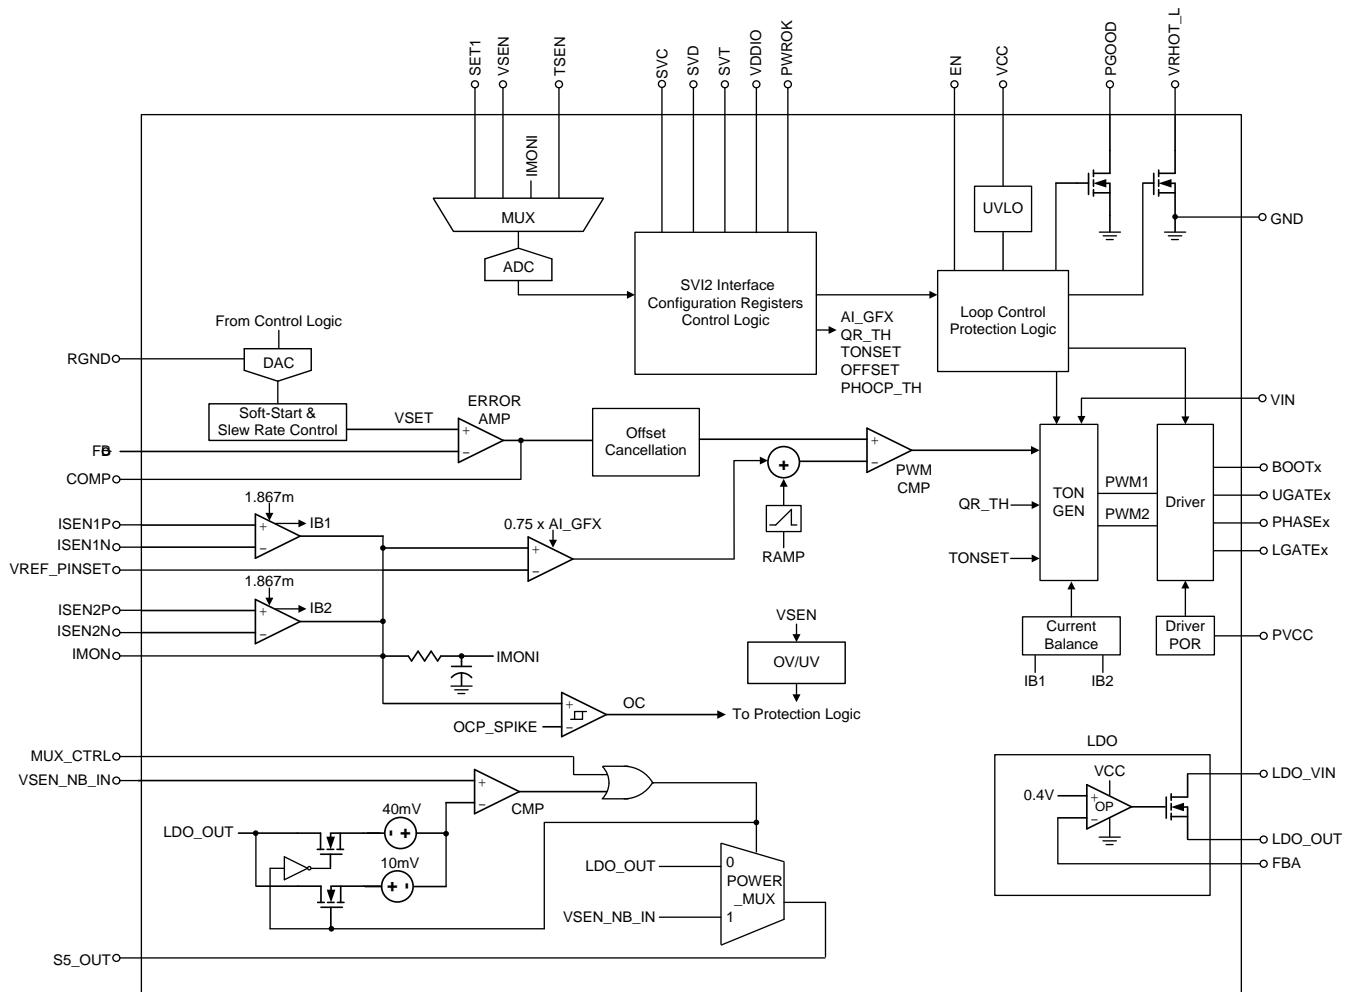 SET1
VSEN
TSEN
SVC
SVD
SVT
VDDIO
PWROK
EN
VCC
PGOOD
VRHOT_L
IMONI
MUX
ADC
UVLO
GND
SVI2 Interface
Configuration Registers
Control Logic
Loop Control
Protection Logic
AI_GFX
QR_TH
TONSET
OFFSET
PHOCP_TH
From Control Logic
RGND
DAC
Soft-Start &
Slew Rate Control
VSET
ERROR
AMP
+
−
FB
COMP
Offset
Cancellation
+
+
−
PWM
CMP
RAMP
VIN
TON
GEN
QR_TH
TONSET
PWM1
PWM2
Driver
BOOTx
UGATEx
PHASEx
LGATEx
1.867m
ISEN1P
ISEN1N
+
−
IB1
0.75 x AI_GFX
+
−
VREF_PINSET
1.867m
ISEN2P
ISEN2N
+
−
IB2
IMON
IMONI
VSEN
OV/UV
To Protection Logic
Current
Balance
IB1
IB2
Driver
POR
PVCC
OC
+
−
OCP_SPIKE
MUX_CTRL
VSEN_NB_IN
+
−
CMP
LDO_OUT
40mV
- +
10mV
+ -
LDO_OUT
0
POWER
_MUX
VSEN_NB_IN
1
S5_OUT
LDO
VCC
0.4V
+
OP
−
LDO_VIN
LDO_OUT
FBA